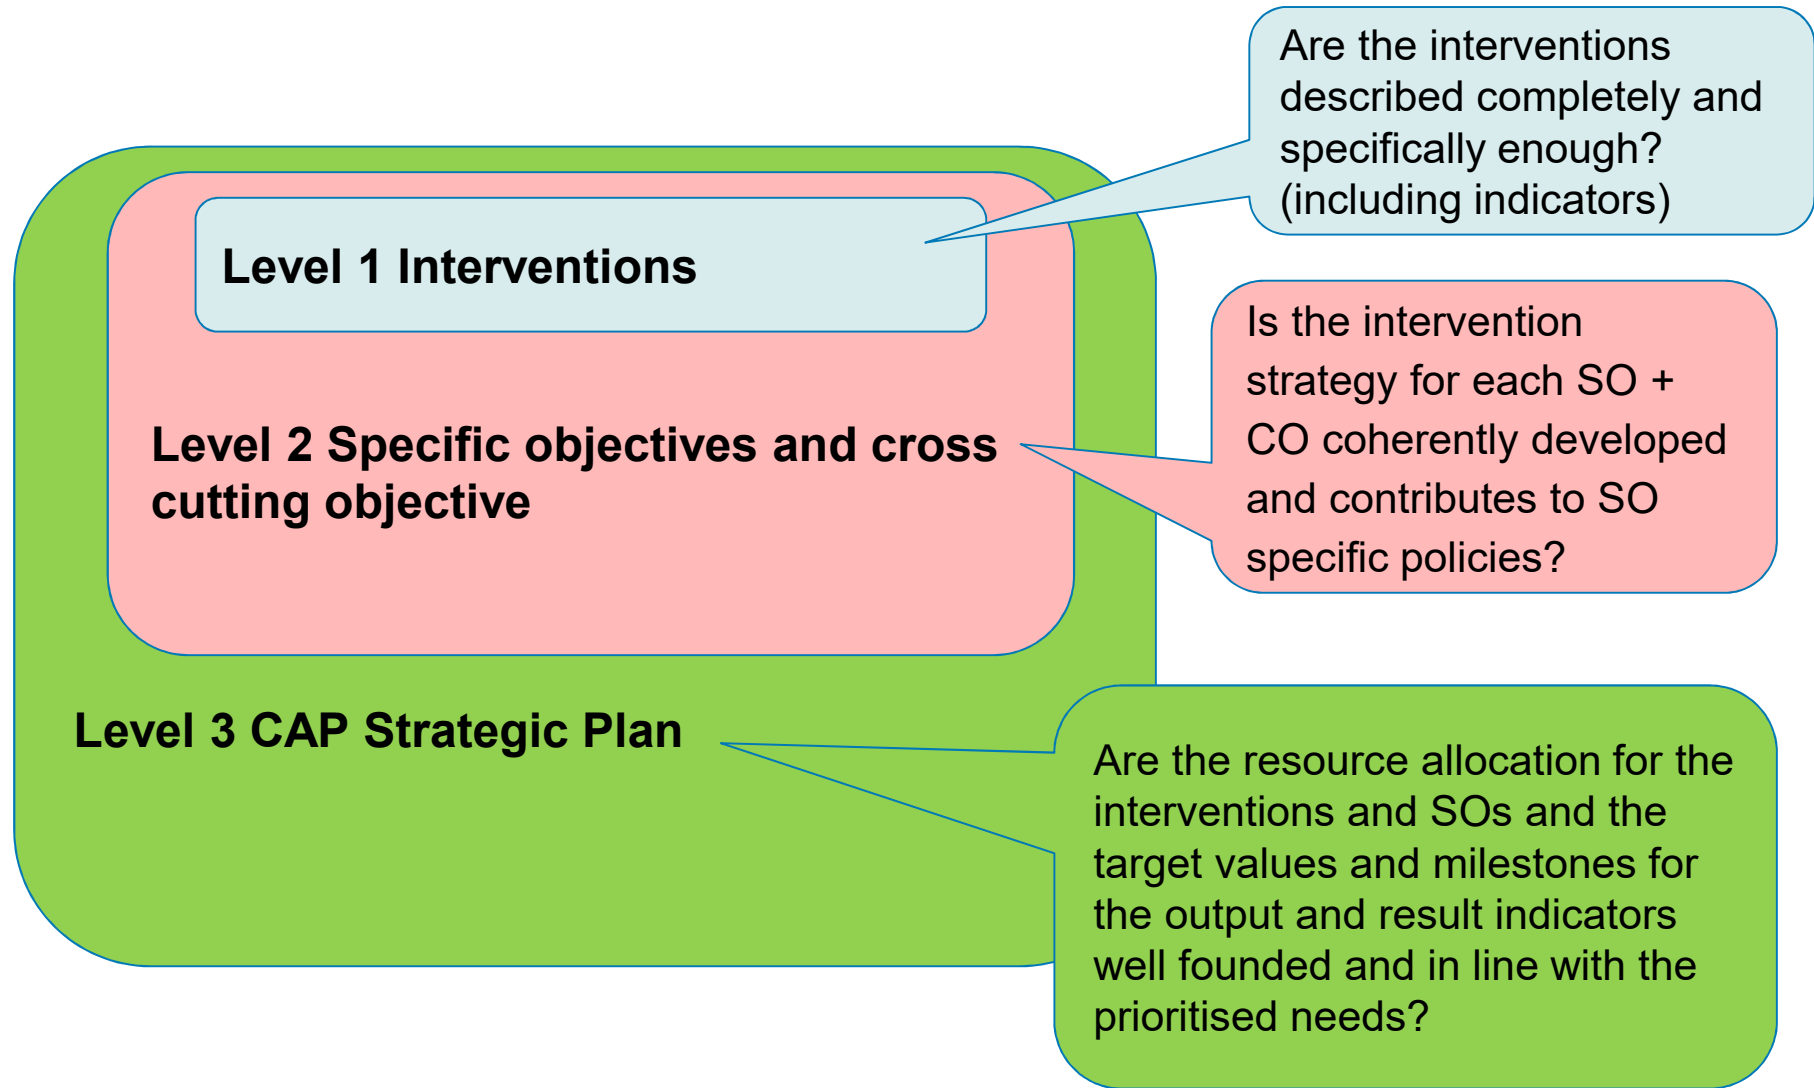 Are the interventions
described completely and
specifically enough?
(including indicators)
Level 1 Interventions
Is the intervention
strategy for each SO +
CO coherently developed
and contributes to SO
specific policies?
Level 2 Specific objectives and cross
cutting objective
Level 3 CAP Strategic Plan
Are the resource allocation for the
interventions and SOs and the
target values and milestones for
the output and result indicators
well founded and in line with the
prioritised needs?